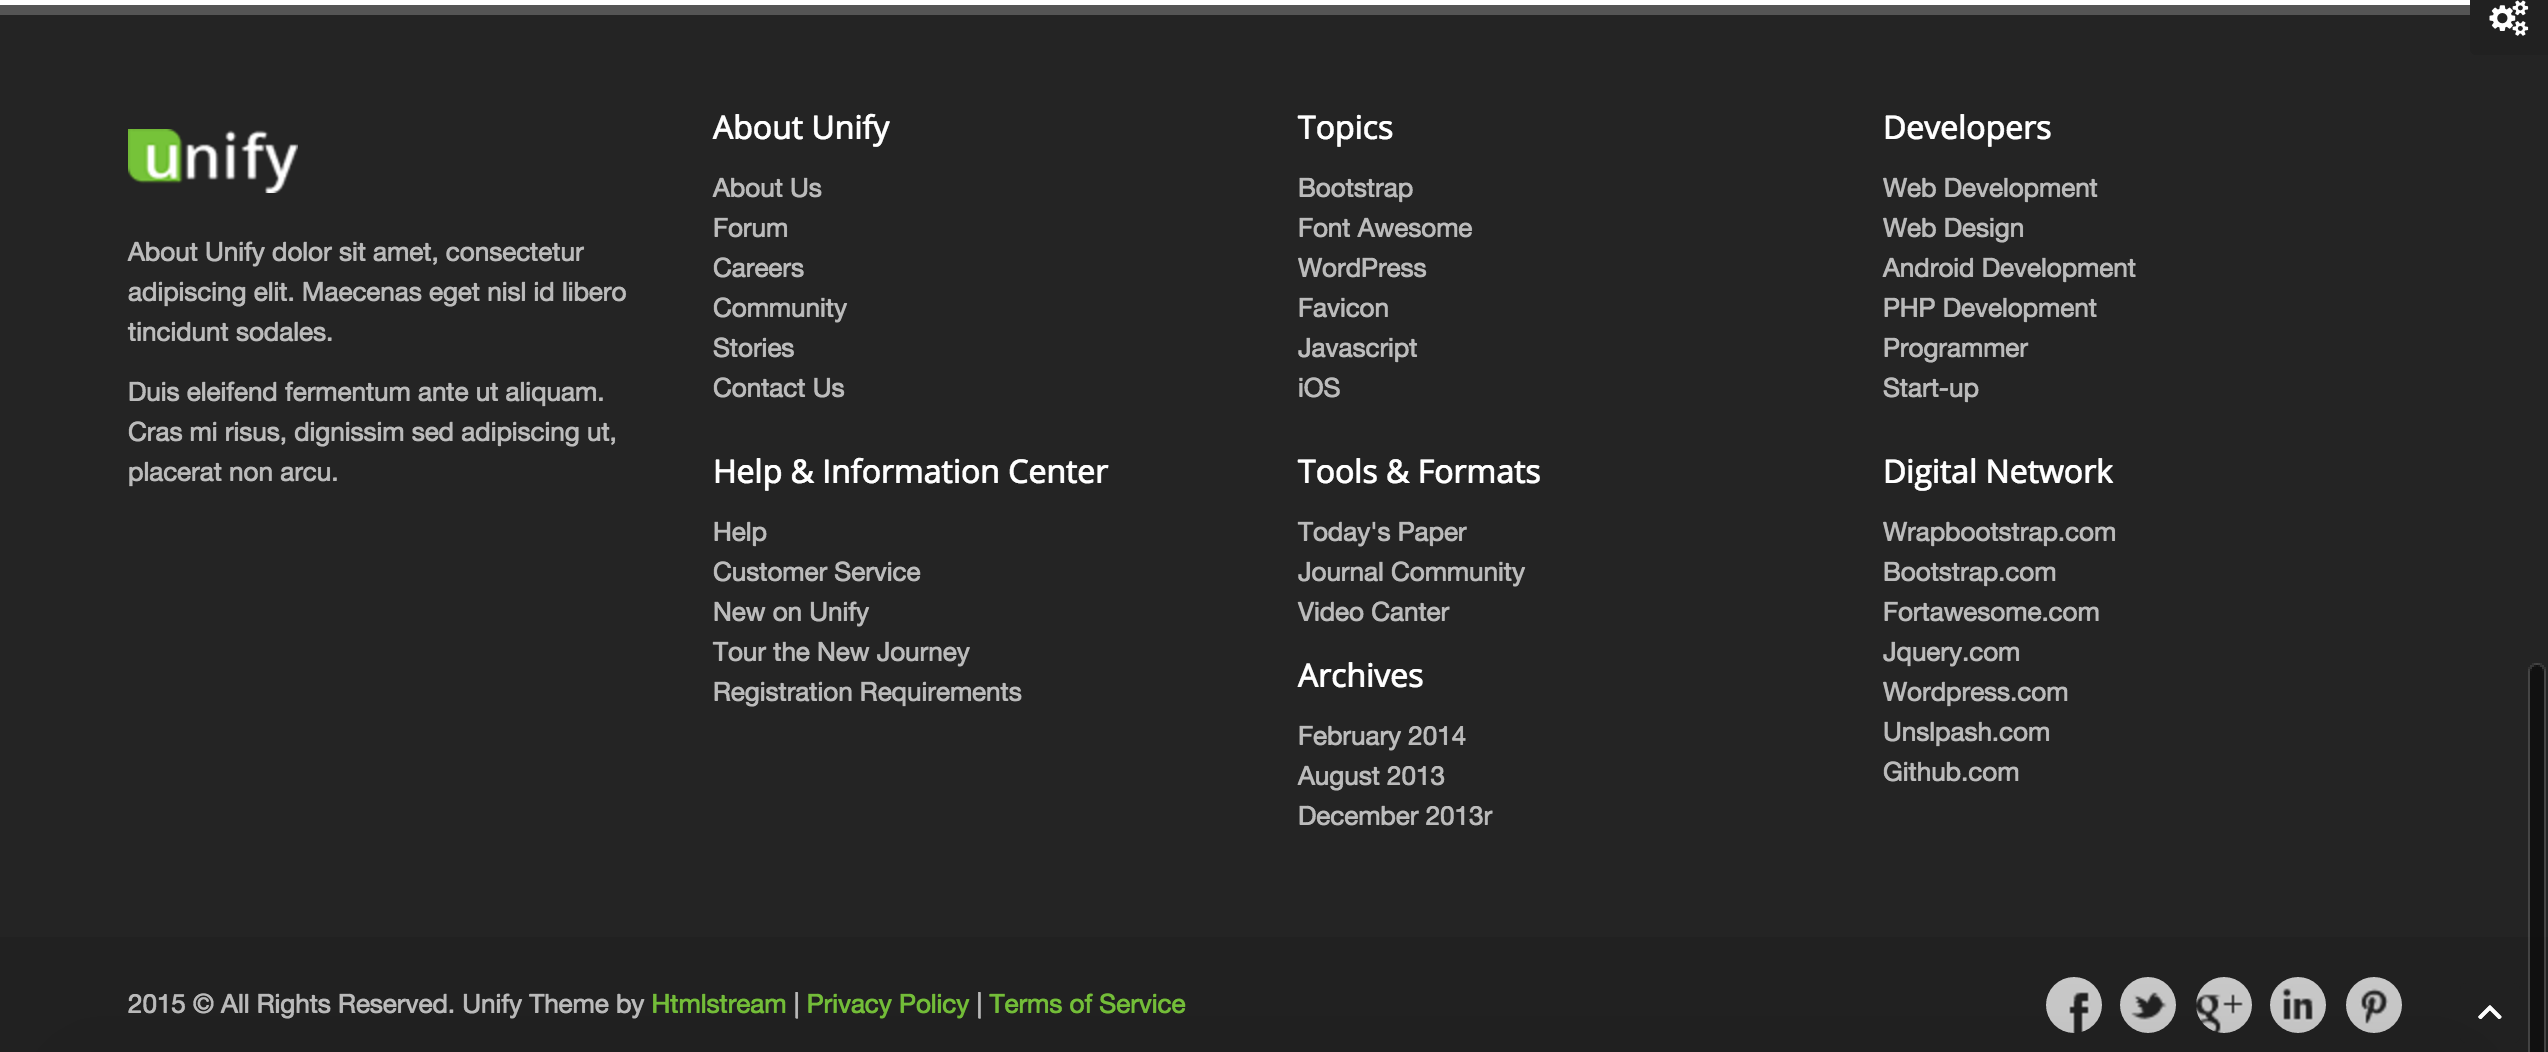 unify
About Unify dolor sit amet, consectetur
adipiscing elit. Maecenas eget nisl id libero
tincidunt sodales.
Duis eleifend fermentum ante ut aliquam.
Cras mi risus, dignissim sed adipiscing ut,
placerat non arcu.
About Unify
About Us
Forum
Careers
Community
Stories
Contact Us
Help & Information Center
Help
Customer Service
New on Unify
Tour the New Journey
Registration Requirements
Topics
Bootstrap
Font Awesome
WordPress
Favicon
Javascript
iOS
Tools & Formats
Today's Paper
Journal Community
Video Canter
Archives
February 2014
August 2013
December 2013r
Developers
Web Development
Web Design
Android Development
PHP Development
Programmer
Start-up
Digital Network
Wrapbootstrap.com
Bootstrap.com
Fortawesome.com
Jquery.com
Wordpress.com
Unslpash.com
Github.com
2015 © All Rights Reserved. Unify Theme by Htmlstream | Privacy Policy | Terms of Service
f g+ in p